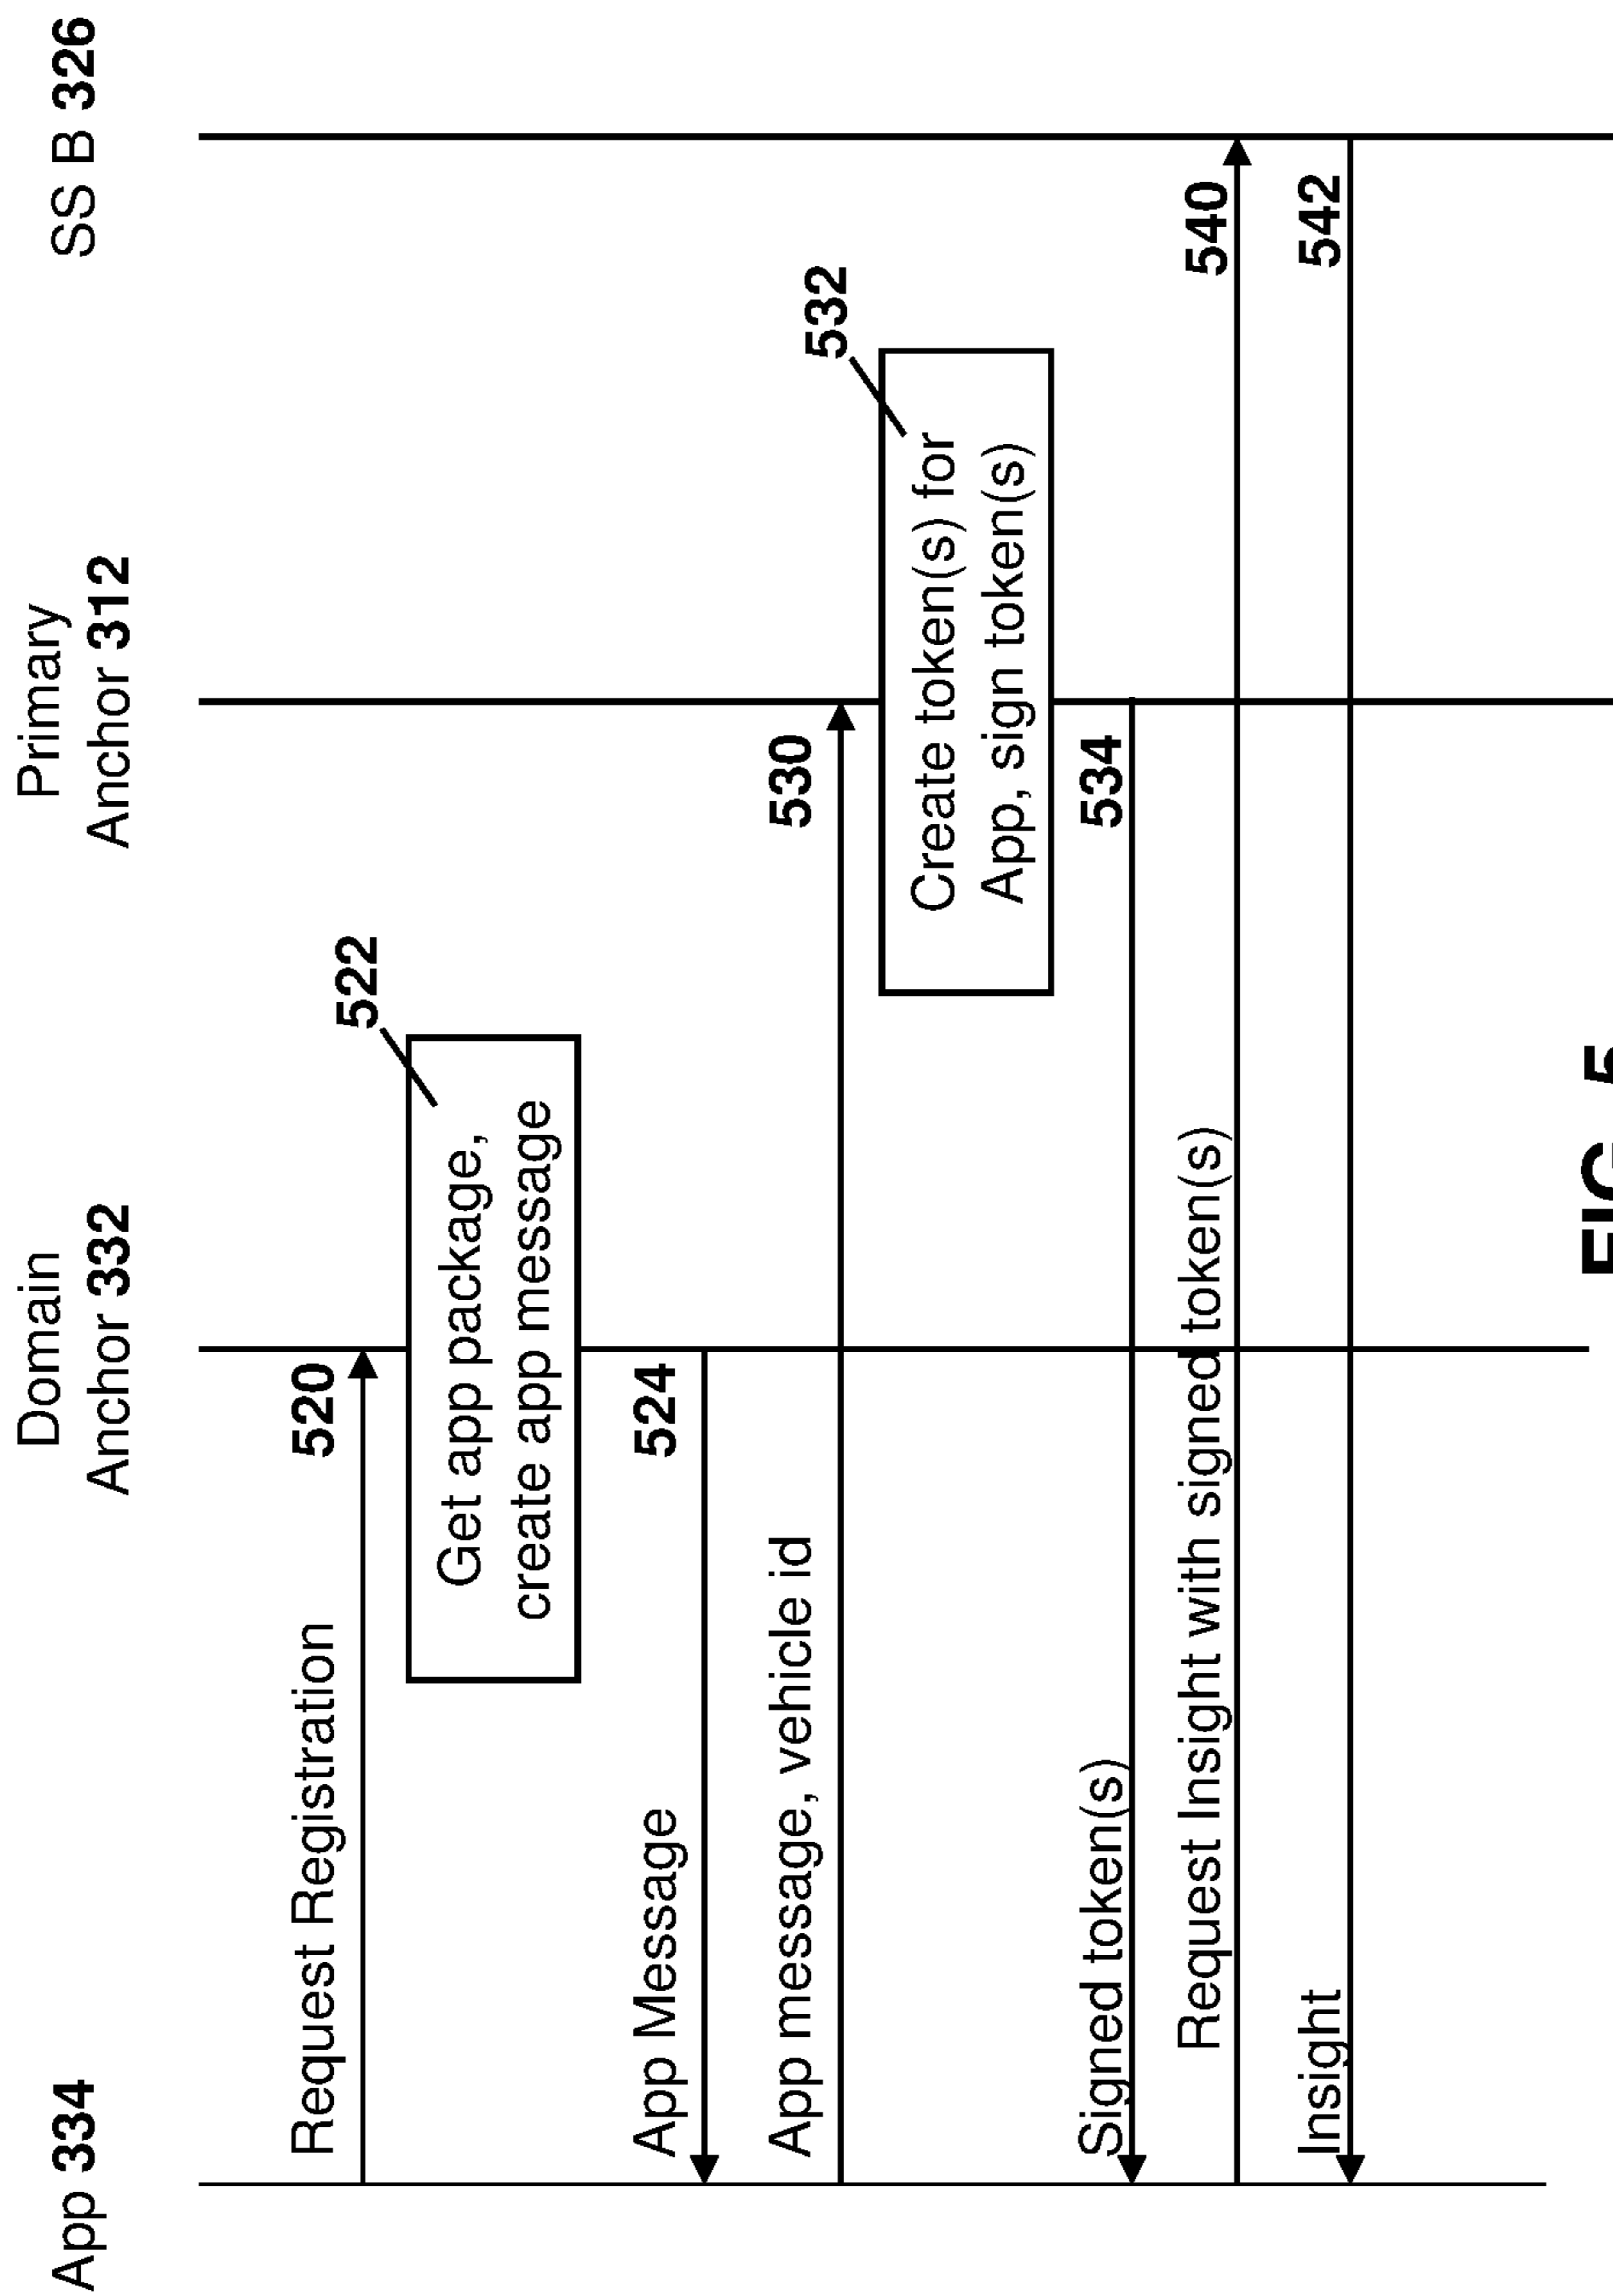 App 334
Domain
Anchor 332
Primary
Anchor 312
SS B 326
Request Registration
520
522
Get app package,
create app message
App Message
524
App message, vehicle id
530
532
Create token(s) for
App, sign token(s)
Signed token(s)
534
Request Insight with signed token(s)
540
Insight
542
FIG. 5